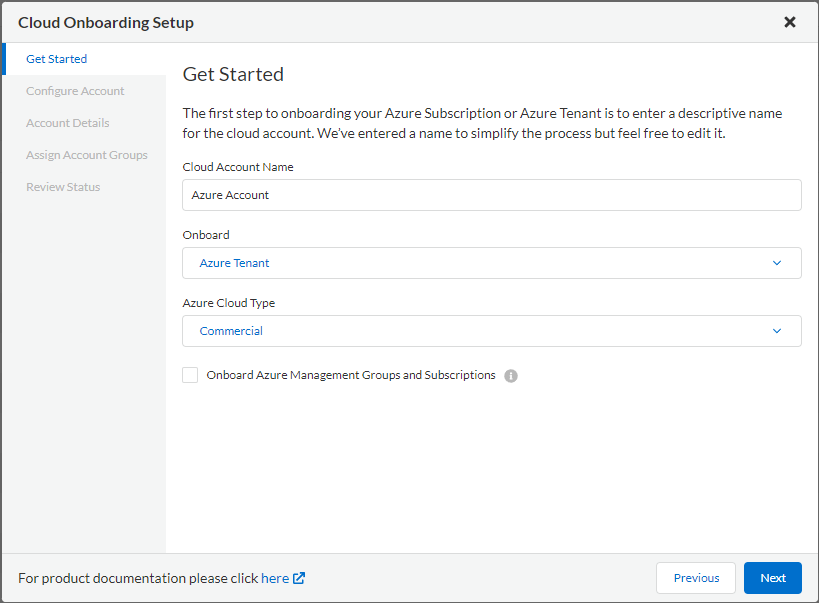 Cloud Onboarding Setup
Get Started
Configure Account
Account Details
Assign Account Groups
Review Status
Get Started
The first step to onboarding your Azure Subscription or Azure Tenant is to enter a descriptive name
for the cloud account. We've entered a name to simplify the process but feel free to edit it.
Cloud Account Name
Azure Account
Onboard
Azure Tenant
Azure Cloud Type
Commercial
Onboard Azure Management Groups and Subscriptions
For product documentation please click here
Previous
Next